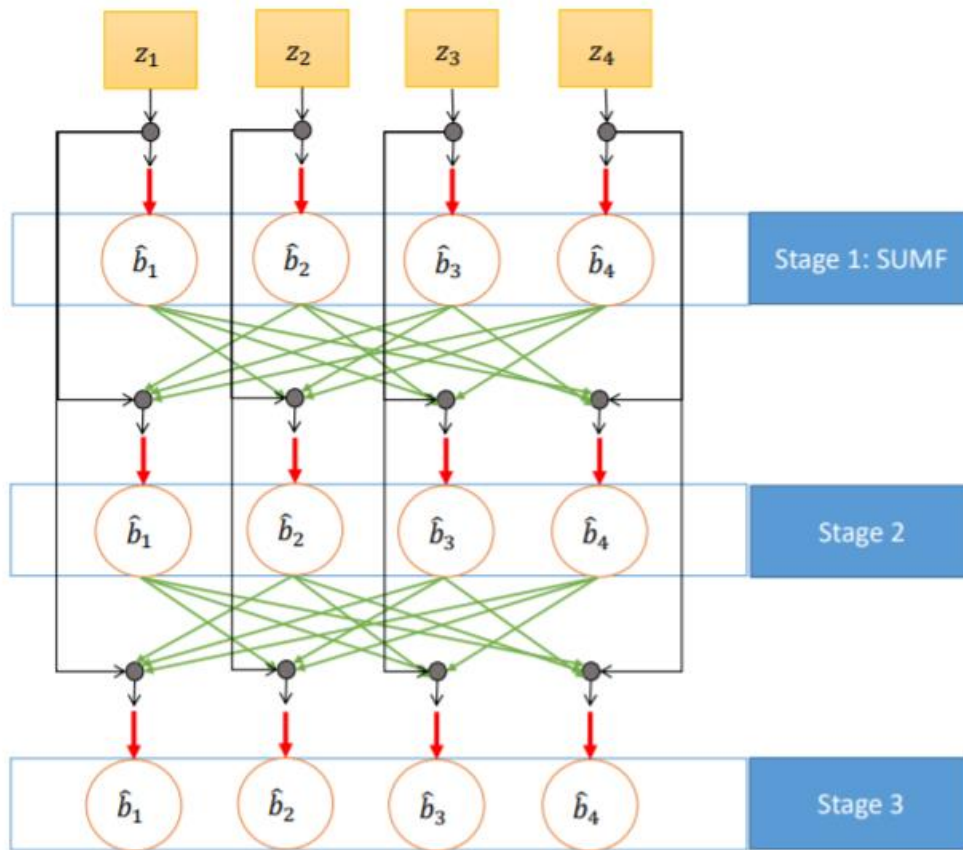 z₁ z₂ z₃ z₄
b̂₁ b̂₂ b̂₃ b̂₄ Stage 1: SUMF
b̂₁ b̂₂ b̂₃ b̂₄ Stage 2
b̂₁ b̂₂ b̂₃ b̂₄ Stage 3